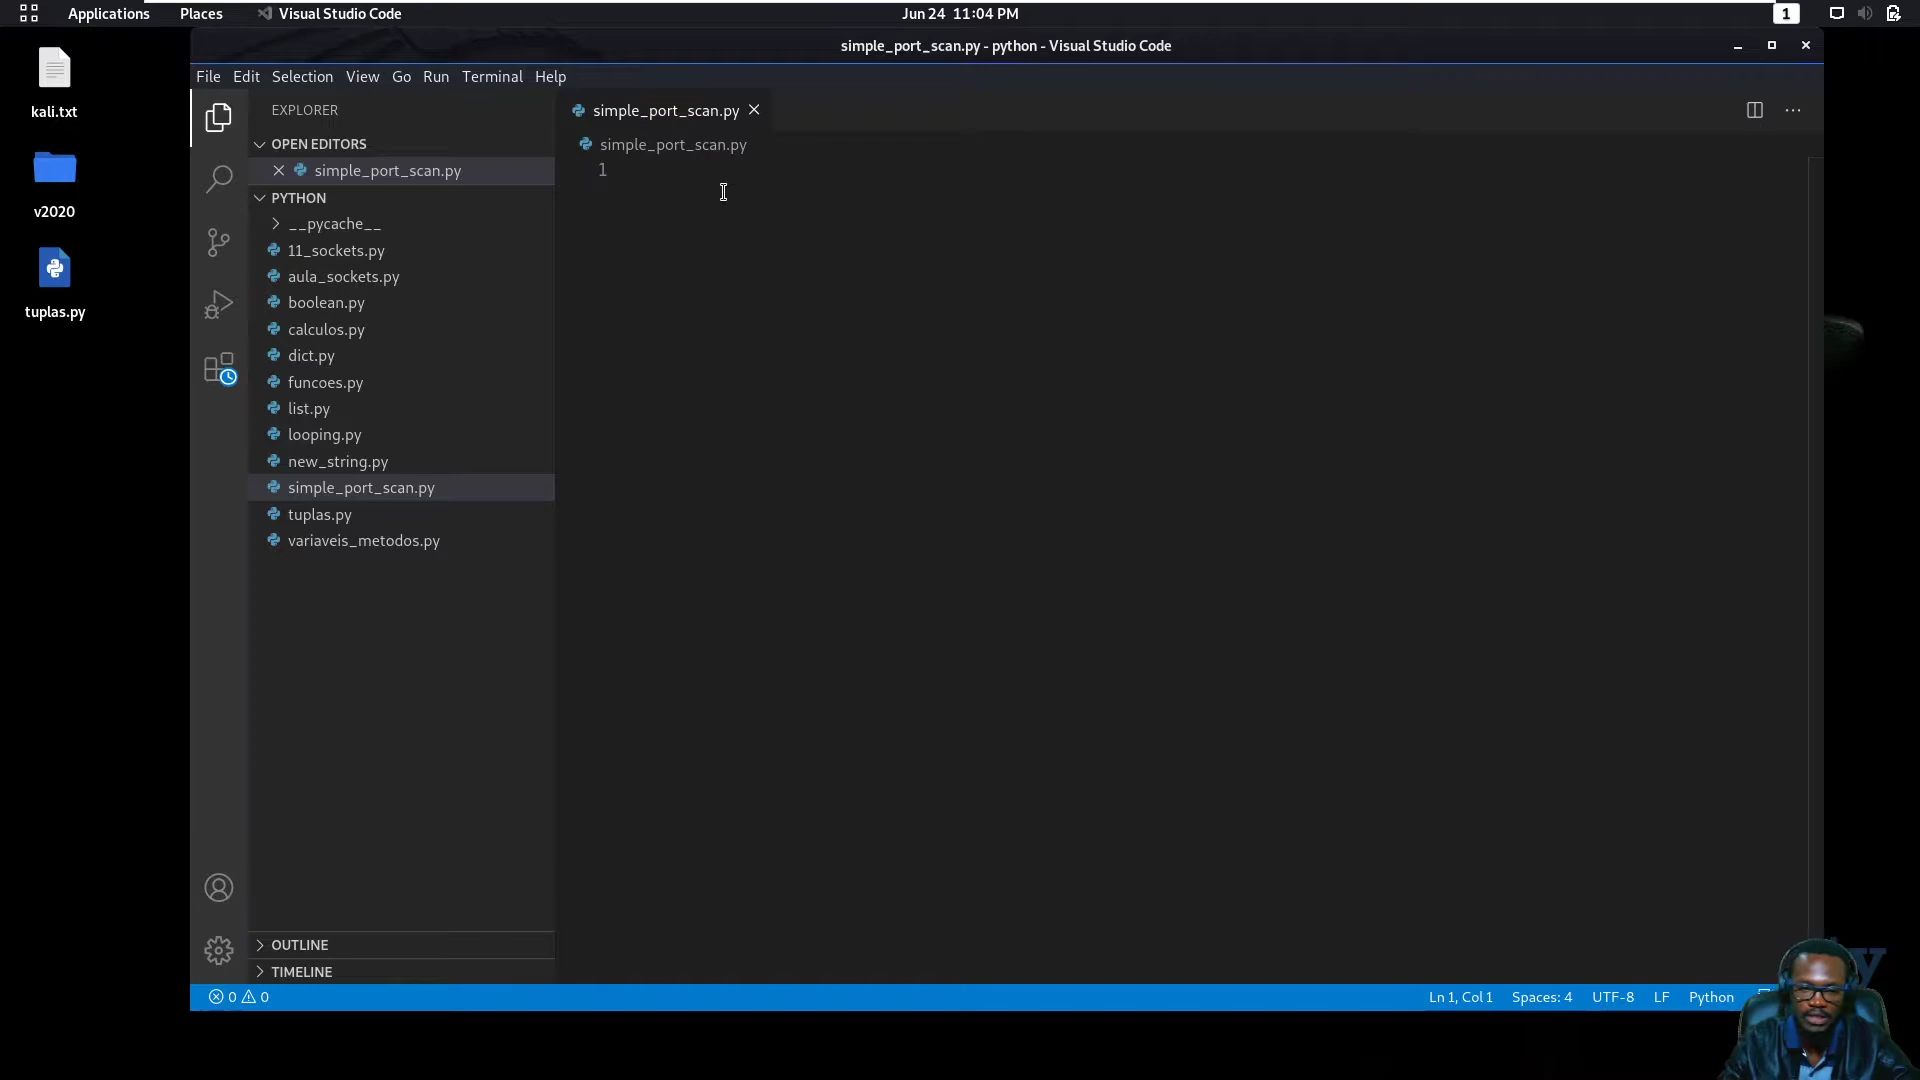 Applications Places Visual Studio Code Jun 24 11:04 PM 1
kali.txt
v2020
tuplas.py
simple_port_scan.py - python - Visual Studio Code
File Edit Selection View Go Run Terminal Help
EXPLORER
OPEN EDITORS
simple_port_scan.py
PYTHON
__pycache__
11_sockets.py
aula_sockets.py
boolean.py
calculos.py
dict.py
funcoes.py
list.py
looping.py
new_string.py
simple_port_scan.py
tuplas.py
variaveis_metodos.py
OUTLINE
TIMELINE
simple_port_scan.py
simple_port_scan.py
1
0 0 Ln 1, Col 1 Spaces: 4 UTF-8 LF Python